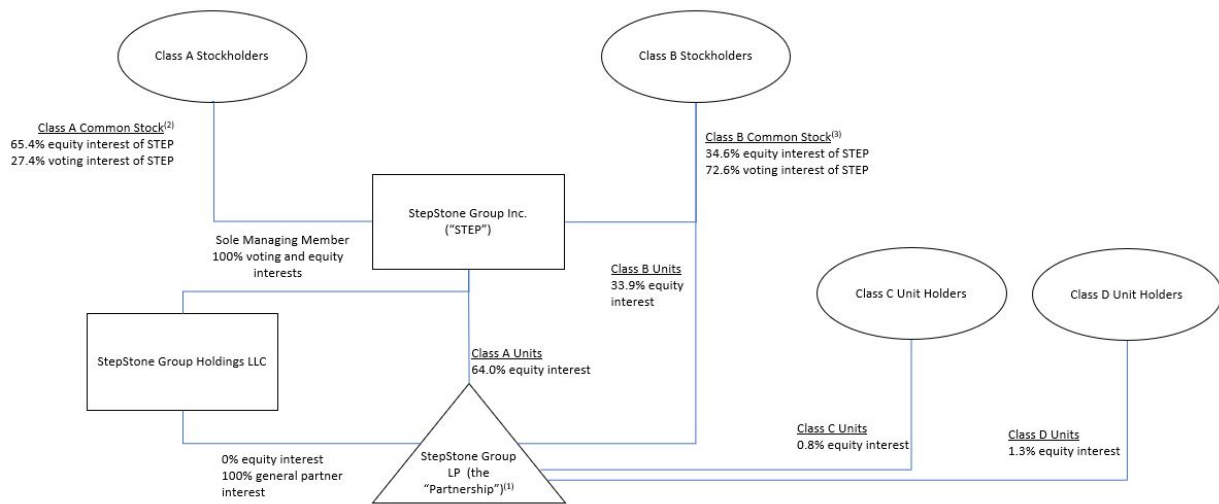 Class A Stockholders
Class B Stockholders
Class A Common Stock(2)
65.4% equity interest of STEP
27.4% voting interest of STEP
Class B Common Stock(3)
34.6% equity interest of STEP
72.6% voting interest of STEP
StepStone Group Inc.
(“STEP”)
Sole Managing Member
100% voting and equity
interests
Class B Units
33.9% equity
interest
Class C Unit Holders
Class D Unit Holders
StepStone Group Holdings LLC
Class A Units
64.0% equity interest
Class C Units
0.8% equity interest
Class D Units
1.3% equity interest
0% equity interest
100% general partner
interest
StepStone Group
LP (the
“Partnership”)(1)